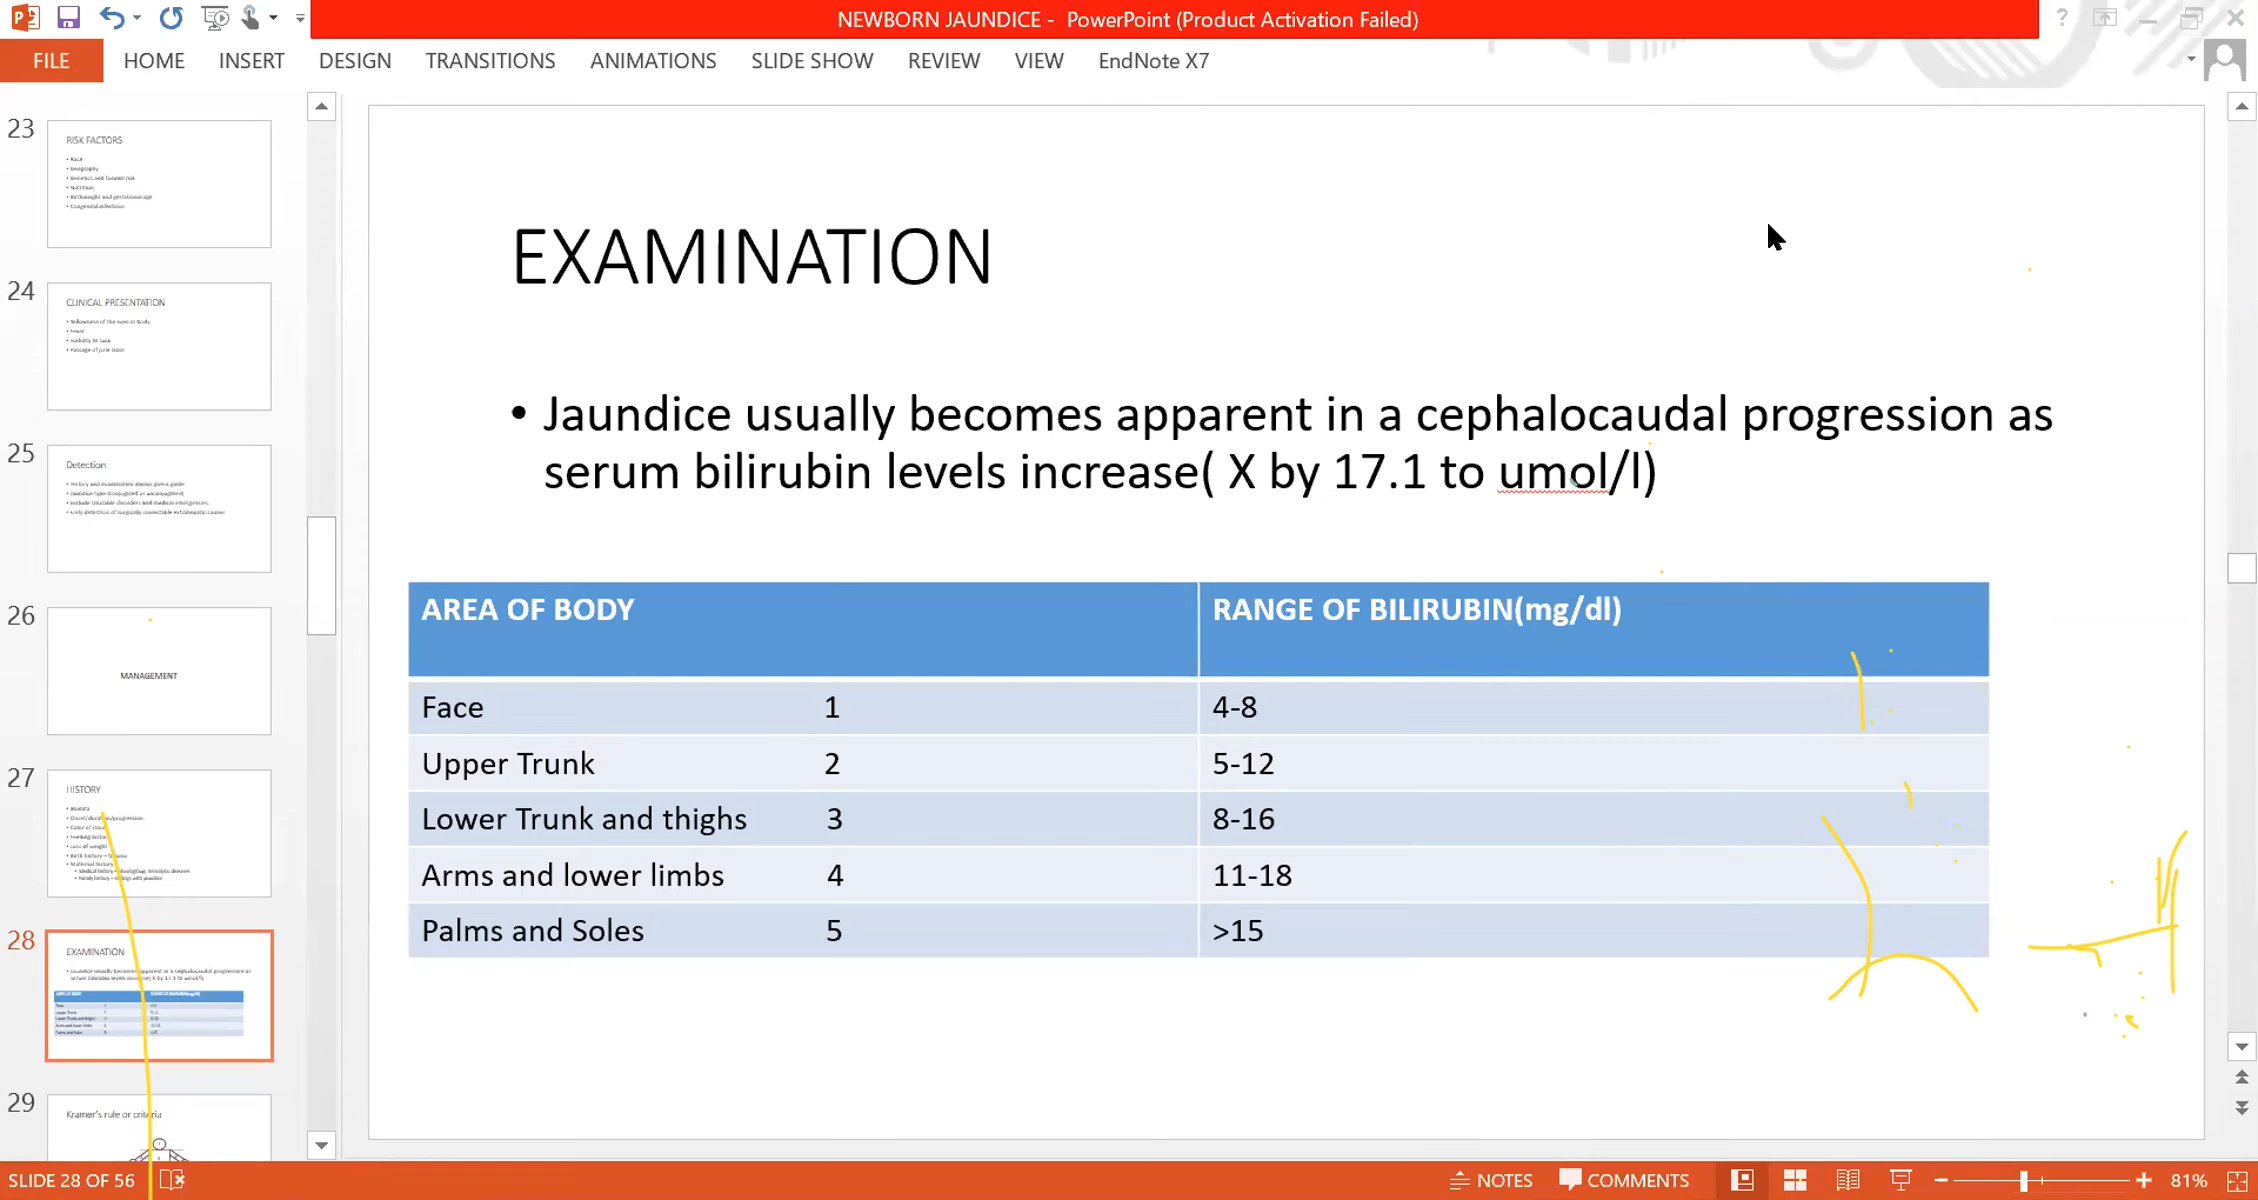 NEWBORN JAUNDICE - PowerPoint (Product Activation Failed)
FILE HOME INSERT DESIGN TRANSITIONS ANIMATIONS SLIDE SHOW REVIEW VIEW EndNote X7
23
RISK FACTORS
24
CLINICAL PRESENTATION
25
Detection
26
MANAGEMENT
27
HISTORY
28
EXAMINATION
29
Kramer's rule or criteria
EXAMINATION
• Jaundice usually becomes apparent in a cephalocaudal progression as
serum bilirubin levels increase( X by 17.1 to umol/l)
AREA OF BODY RANGE OF BILIRUBIN(mg/dl)
Face 1 4-8
Upper Trunk 2 5-12
Lower Trunk and thighs 3 8-16
Arms and lower limbs 4 11-18
Palms and Soles 5 >15
SLIDE 28 OF 56 NOTES COMMENTS 81%